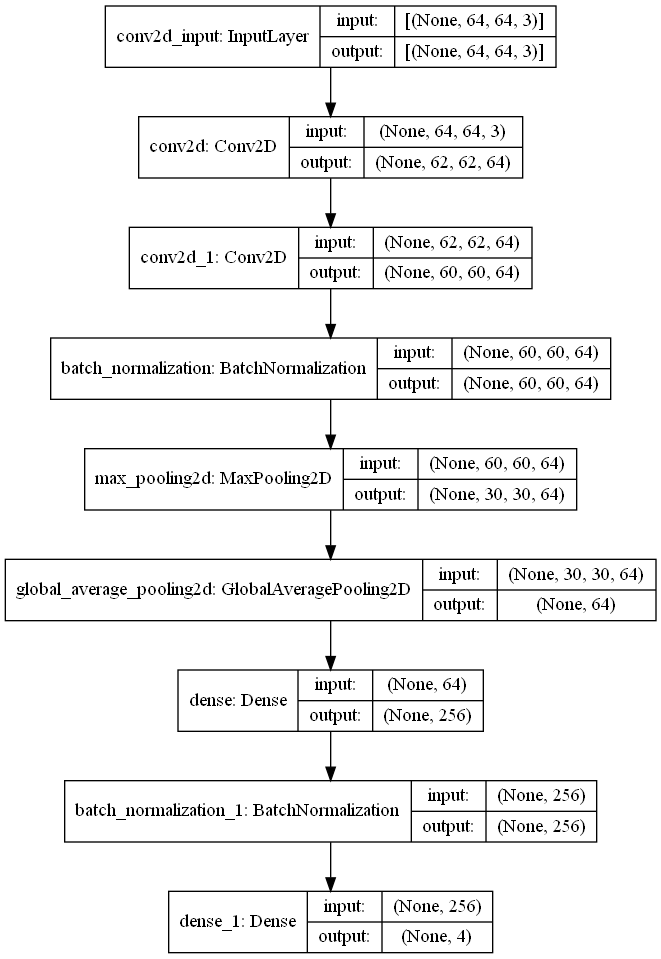 conv2d_input: InputLayer
input: [(None, 64, 64, 3)]
output: [(None, 64, 64, 3)]
conv2d: Conv2D
input: (None, 64, 64, 3)
output: (None, 62, 62, 64)
conv2d_1: Conv2D
input: (None, 62, 62, 64)
output: (None, 60, 60, 64)
batch_normalization: BatchNormalization
input: (None, 60, 60, 64)
output: (None, 60, 60, 64)
max_pooling2d: MaxPooling2D
input: (None, 60, 60, 64)
output: (None, 30, 30, 64)
global_average_pooling2d: GlobalAveragePooling2D
input: (None, 30, 30, 64)
output: (None, 64)
dense: Dense
input: (None, 64)
output: (None, 256)
batch_normalization_1: BatchNormalization
input: (None, 256)
output: (None, 256)
dense_1: Dense
input: (None, 256)
output: (None, 4)